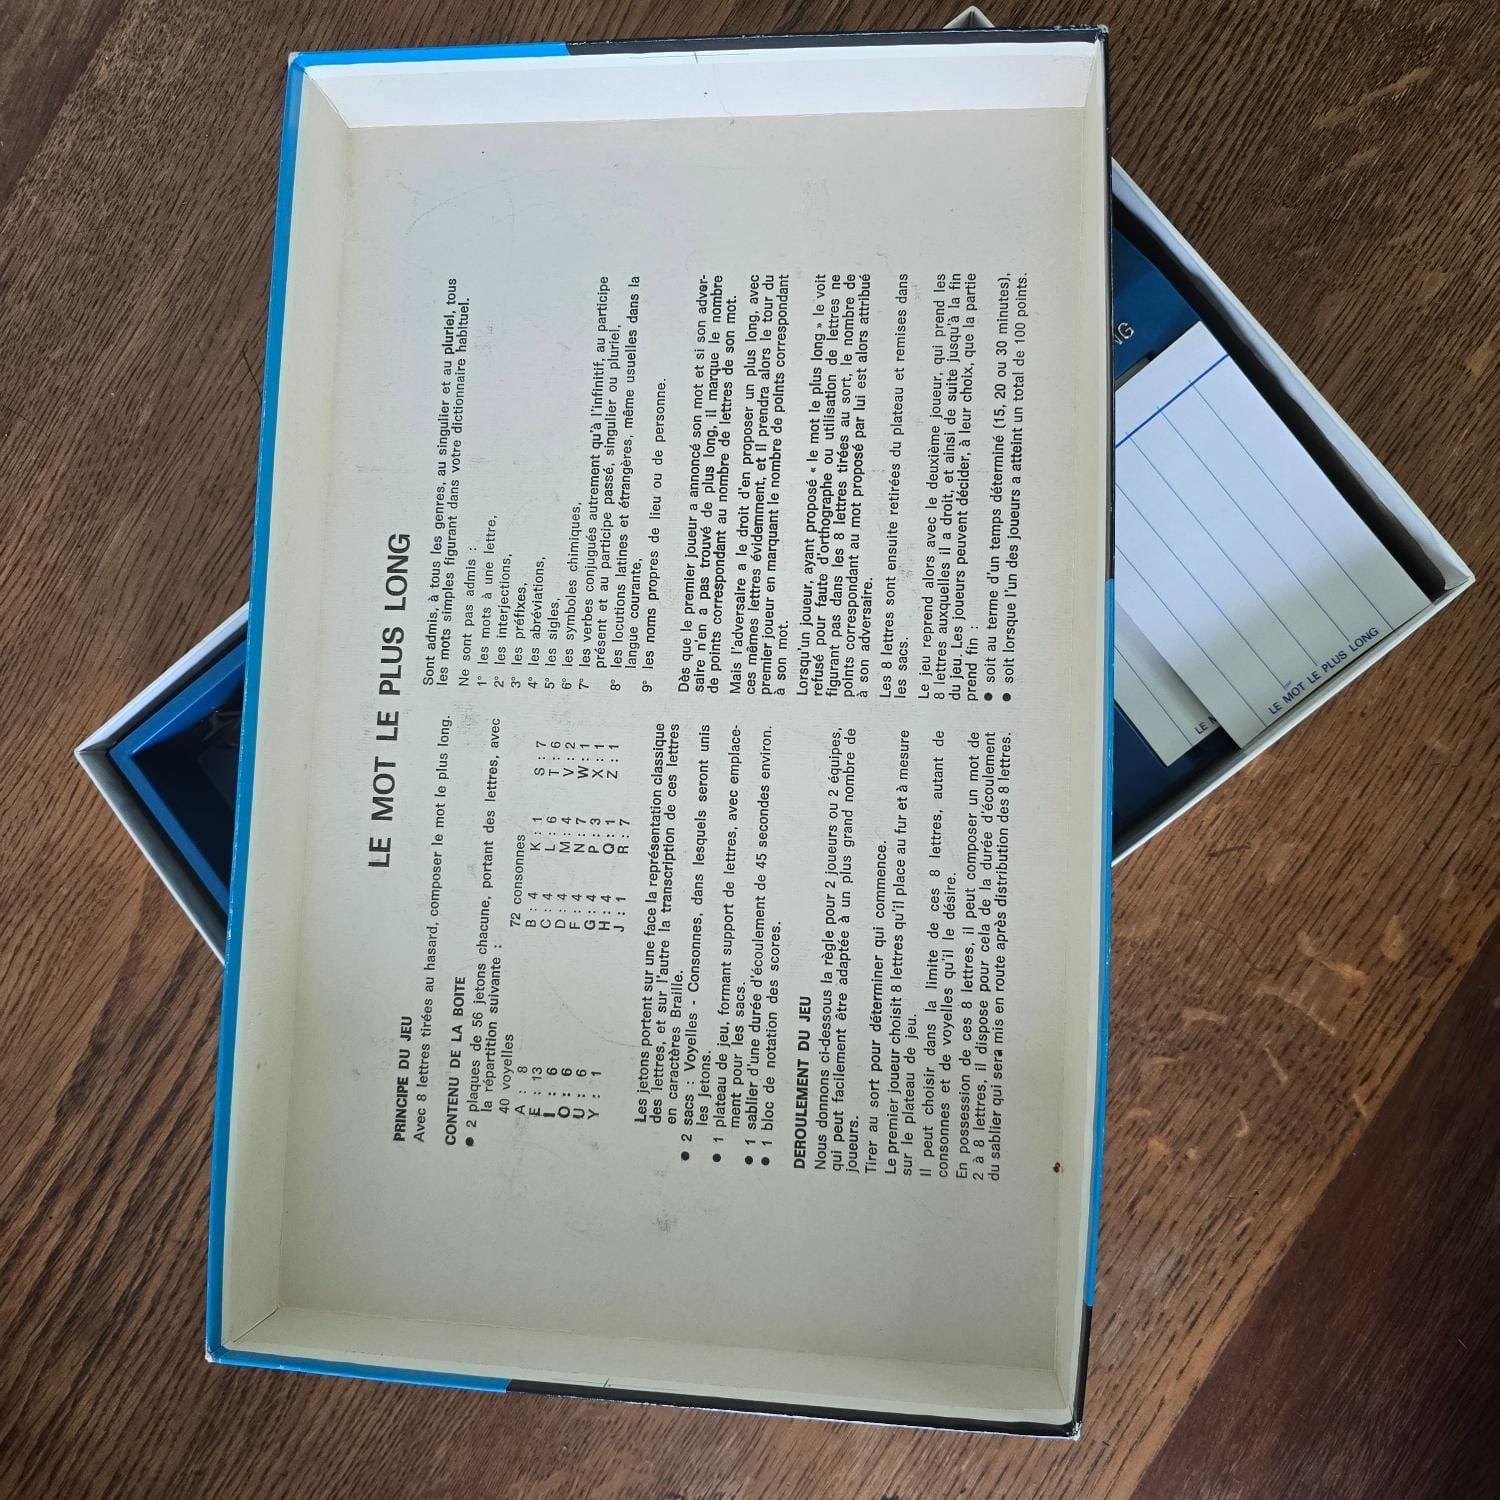 LE MOT LE PLUS LONG
PRINCIPE DU JEU
Avec 8 lettres tirées au hasard, composer le mot le plus long.
CONTENU DE LA BOITE
● 2 plaques de 56 jetons chacune, portant des lettres, avec
la répartition suivante :
40 voyelles
A : 8
E : 13
I : 6
O : 6
U : 6
Y : 1
72 consonnes
B : 4 K : 1 S : 7
C : 4 L : 6 T : 6
D : 4 M : 4 V : 2
F : 4 N : 7 W : 1
G : 4 P : 3 X : 1
H : 4 Q : 1 Z : 1
J : 1 R : 7
Les jetons portent sur une face la représentation classique
des lettres, et sur l'autre la transcription de ces lettres
en caractères Braille.
● 2 sacs : Voyelles - Consonnes, dans lesquels seront unis
les jetons.
● 1 plateau de jeu, formant support de lettres, avec emplace-
ment pour les sacs.
● 1 sablier d'une durée d'écoulement de 45 secondes environ.
● 1 bloc de notation des scores.
DEROULEMENT DU JEU
Nous donnons ci-dessous la règle pour 2 joueurs ou 2 équipes,
qui peut facilement être adaptée à un plus grand nombre de
joueurs.
Tirer au sort pour déterminer qui commence.
Le premier joueur choisit 8 lettres qu'il place au fur et à mesure
sur le plateau de jeu.
Il peut choisir dans la limite de ces 8 lettres, autant de
consonnes et de voyelles qu'il le désire.
En possession de ces 8 lettres, il peut composer un mot de
2 à 8 lettres, il dispose pour cela de la durée d'écoulement
du sablier qui sera mis en route après distribution des 8 lettres.
Sont admis, à tous les genres, au singulier et au pluriel, tous
les mots simples figurant dans votre dictionnaire habituel.
Ne sont pas admis :
1° les mots à une lettre,
2° les interjections,
3° les préfixes,
4° les abréviations,
5° les sigles,
6° les symboles chimiques,
7° les verbes conjugués autrement qu'à l'infinitif, au participe
présent et au participe passé, singulier ou pluriel,
8° les locutions latines et étrangères, même usuelles dans la
langue courante,
9° les noms propres de lieu ou de personne.
Dès que le premier joueur a annoncé son mot et si son adver-
saire n'en a pas trouvé de plus long, il marque le nombre
de points correspondant au nombre de lettres de son mot.
Mais l'adversaire a le droit d'en proposer un plus long, avec
ces mêmes lettres évidemment, et il prendra alors le tour du
premier joueur en marquant le nombre de points correspondant
à son mot.
Lorsqu'un joueur, ayant proposé « le mot le plus long » le voit
refusé pour faute d'orthographe ou utilisation de lettres ne
figurant pas dans les 8 lettres tirées au sort, le nombre de
points correspondant au mot proposé par lui est alors attribué
à son adversaire.
Les 8 lettres sont ensuite retirées du plateau et remises dans
les sacs.
Le jeu reprend alors avec le deuxième joueur, qui prend les
8 lettres auxquelles il a droit, et ainsi de suite jusqu'à la fin
du jeu. Les joueurs peuvent décider, à leur choix, que la partie
prend fin :
● soit au terme d'un temps déterminé (15, 20 ou 30 minutes),
● soit lorsque l'un des joueurs a atteint un total de 100 points.
NG
LE M
LE MOT LE PLUS LONG